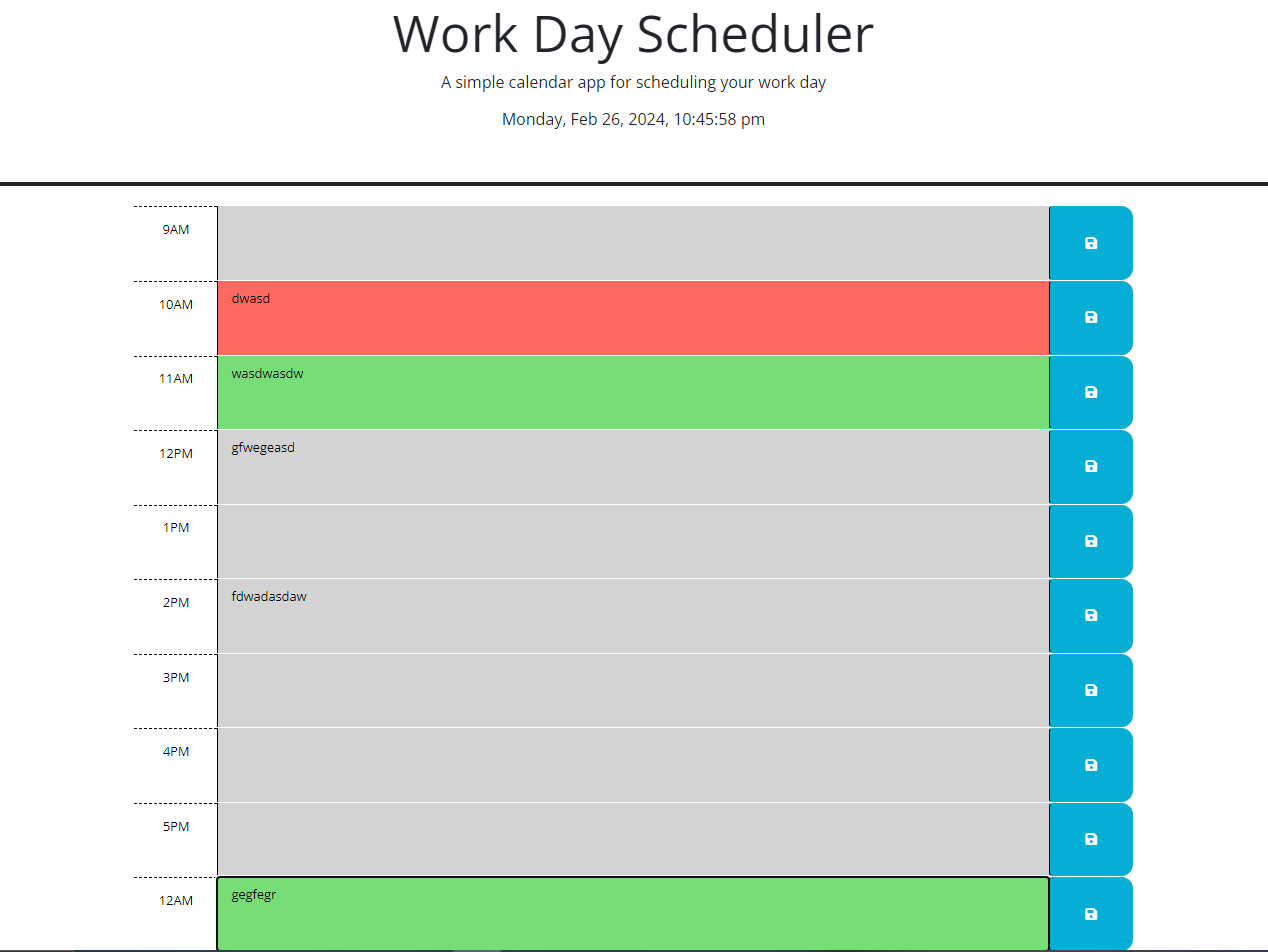 Work Day Scheduler
A simple calendar app for scheduling your work day
Monday, Feb 26, 2024, 10:45:58 pm
9AM
10AM dwasd
11AM wasdwasdw
12PM gfwegeasd
1PM
2PM fdwadasdaw
3PM
4PM
5PM
12AM gegfegr